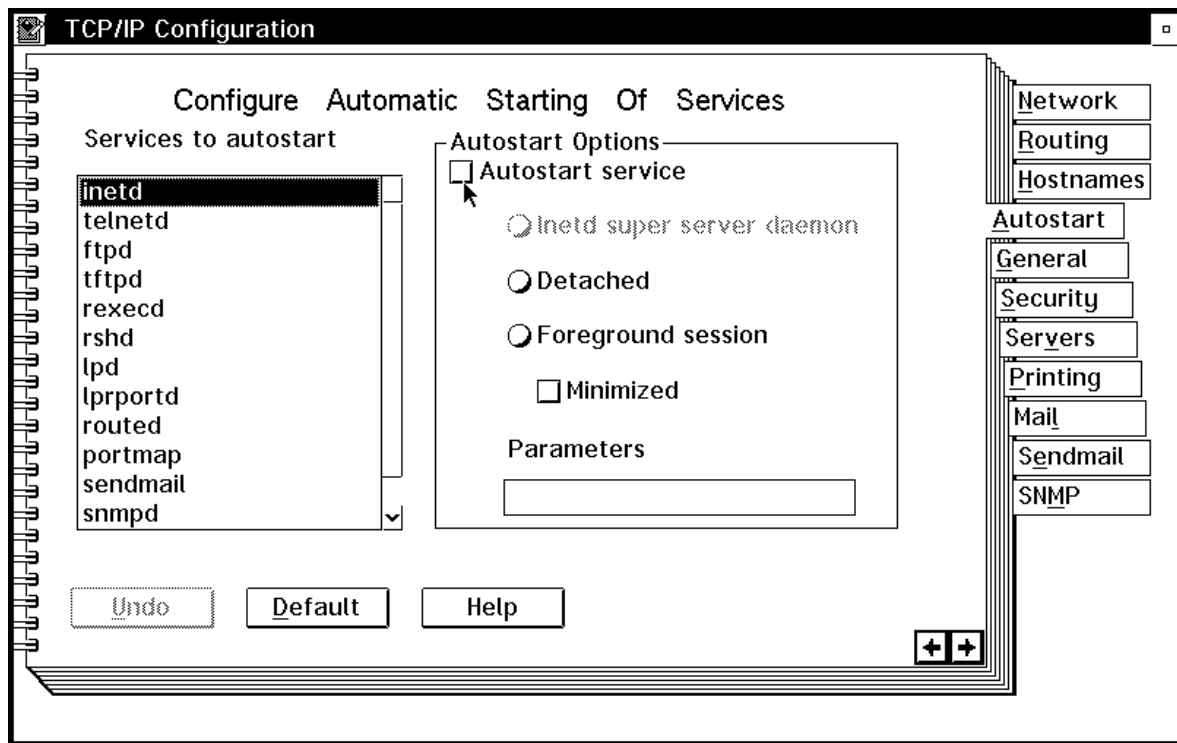 TCP/IP Configuration
Configure Automatic Starting Of Services
Services to autostart
inetd
telnetd
ftpd
tftpd
rexecd
rshd
lpd
lprportd
routed
portmap
sendmail
snmpd
Autostart Options
Autostart service
Inetd super server daemon
Detached
Foreground session
Minimized
Parameters
Undo
Default
Help
Network
Routing
Hostnames
Autostart
General
Security
Servers
Printing
Mail
Sendmail
SNMP